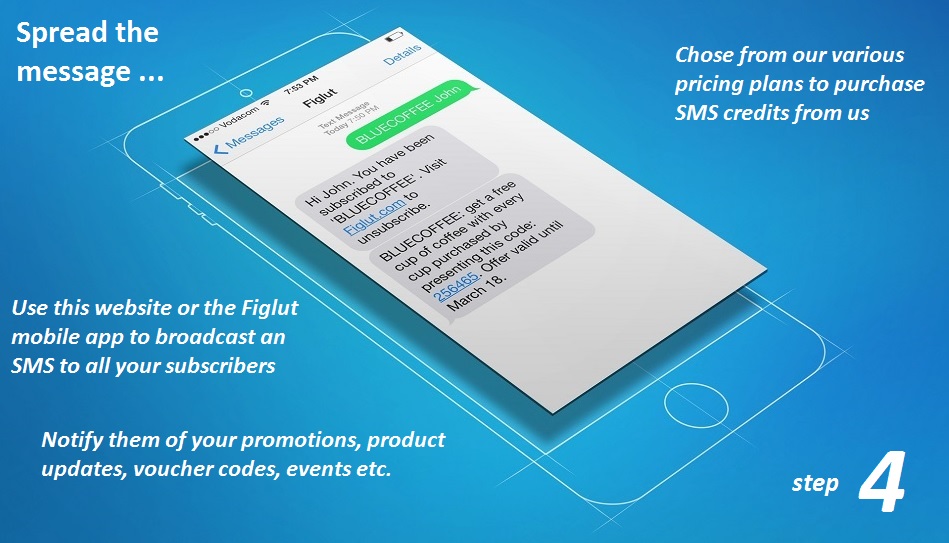 Spread the
message ...
Chose from our various
pricing plans to purchase
SMS credits from us
Vodacom
7:53 PM
Messages
Figlut
Details
Text Message
Today 7:50 PM
BLUECOFFEE John
Hi John. You have been
subscribed to
'BLUECOFFEE'. Visit
Figlut.com to
unsubscribe.
BLUECOFFEE: get a free
cup of coffee with every
cup purchased by
presenting this code:
256465. Offer valid until
March 18.
Use this website or the Figlut
mobile app to broadcast an
SMS to all your subscribers
Notify them of your promotions, product
updates, voucher codes, events etc.
step 4